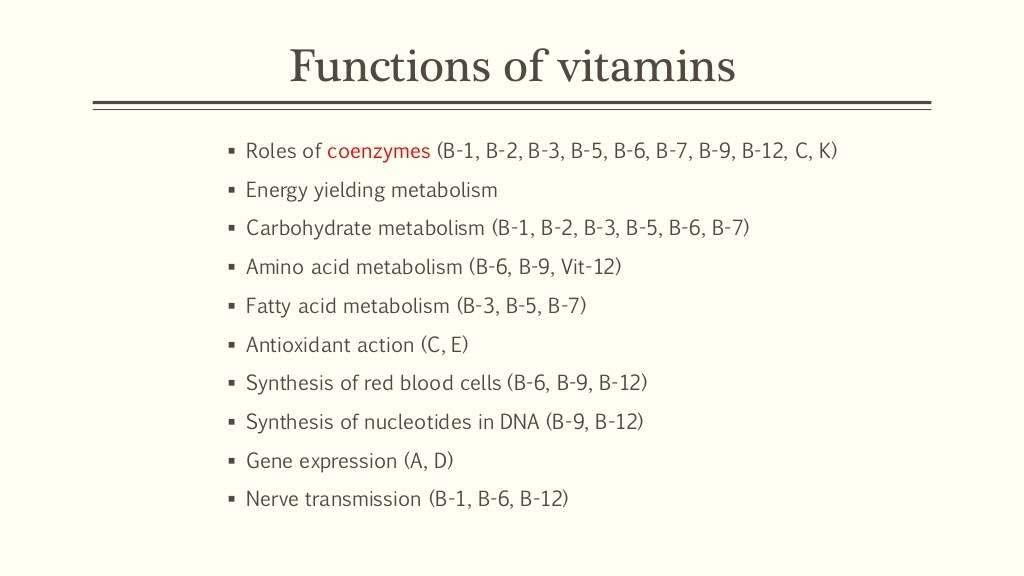 Functions of vitamins
▪ Roles of coenzymes (B-1, B-2, B-3, B-5, B-6, B-7, B-9, B-12, C, K)
▪ Energy yielding metabolism
▪ Carbohydrate metabolism (B-1, B-2, B-3, B-5, B-6, B-7)
▪ Amino acid metabolism (B-6, B-9, Vit-12)
▪ Fatty acid metabolism (B-3, B-5, B-7)
▪ Antioxidant action (C, E)
▪ Synthesis of red blood cells (B-6, B-9, B-12)
▪ Synthesis of nucleotides in DNA (B-9, B-12)
▪ Gene expression (A, D)
▪ Nerve transmission (B-1, B-6, B-12)